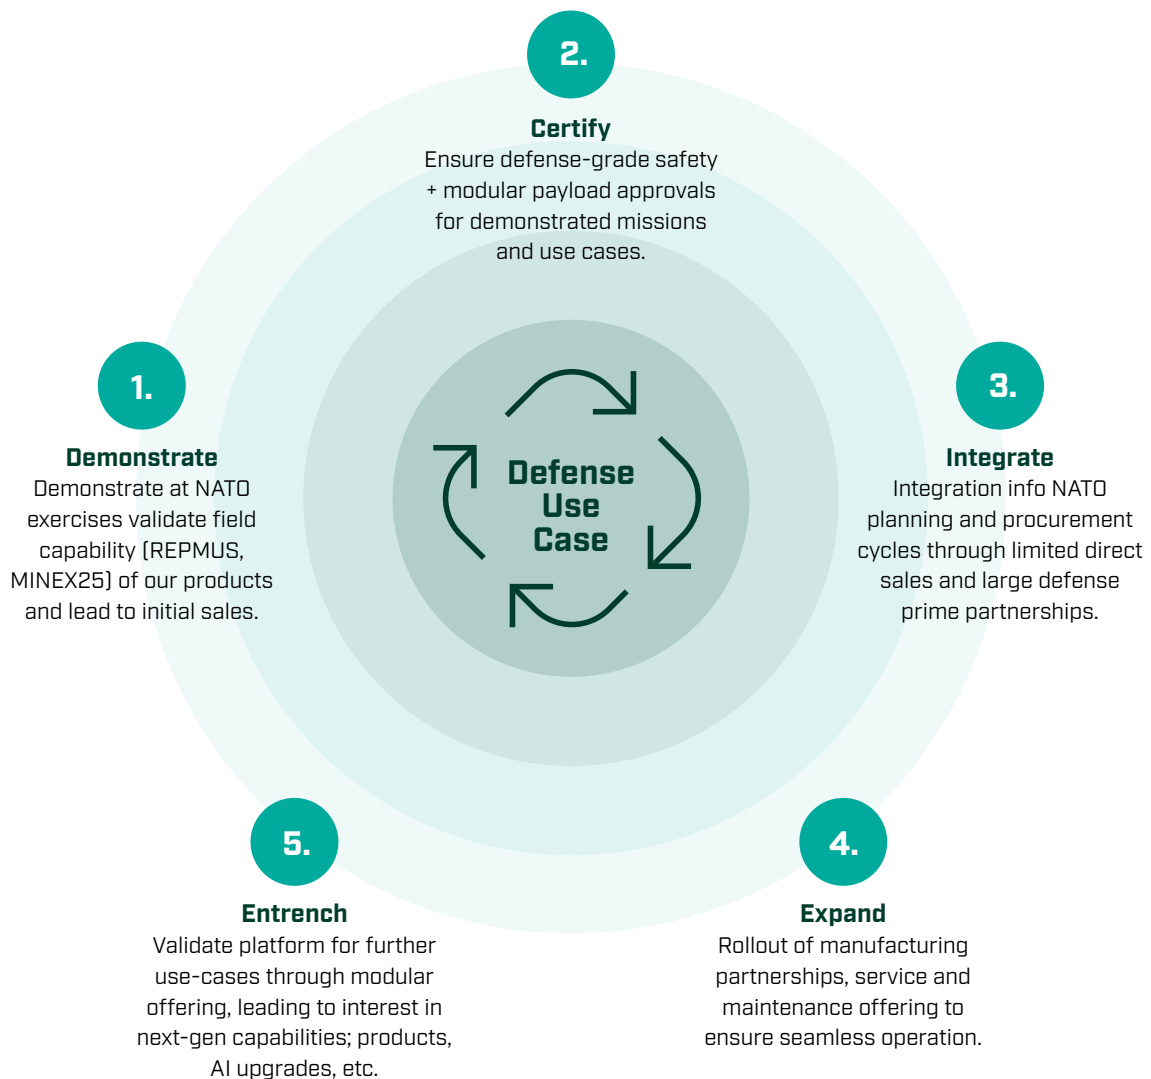 1.
Demonstrate
Demonstrate at NATO
exercises validate field
capability (REPMUS,
MINEX25) of our products
and lead to initial sales.
2.
Certify
Ensure defense-grade safety
+ modular payload approvals
for demonstrated missions
and use cases.
3.
Integrate
Integration info NATO
planning and procurement
cycles through limited direct
sales and large defense
prime partnerships.
4.
Expand
Rollout of manufacturing
partnerships, service and
maintenance offering to
ensure seamless operation.
5.
Entrench
Validate platform for further
use-cases through modular
offering, leading to interest in
next-gen capabilities; products,
AI upgrades, etc.
Defense
Use
Case